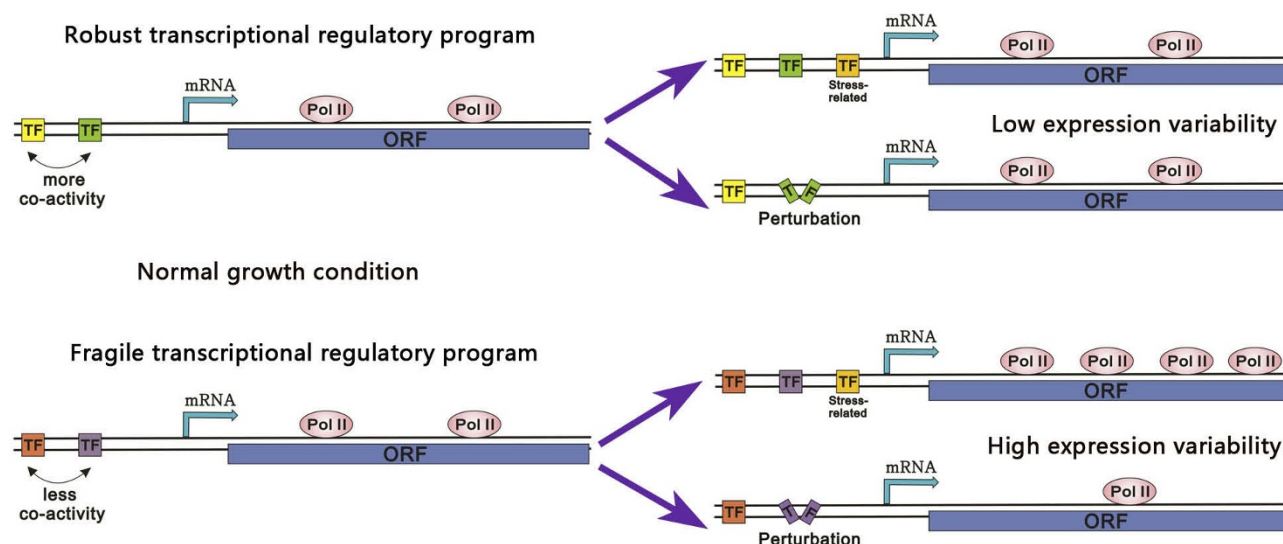 Robust transcriptional regulatory program
mRNA
Pol II Pol II
TF TF
ORF
more
co-activity
mRNA
Pol II Pol II
TF TF TF
Stress-
related
ORF
Low expression variability
mRNA
Pol II Pol II
TF TF
ORF
Perturbation
Normal growth condition
Fragile transcriptional regulatory program
mRNA
Pol II Pol II
TF TF
ORF
less
co-activity
mRNA
Pol II Pol II Pol II Pol II
TF TF TF
Stress-
related
ORF
High expression variability
mRNA
Pol II
TF TF
ORF
Perturbation